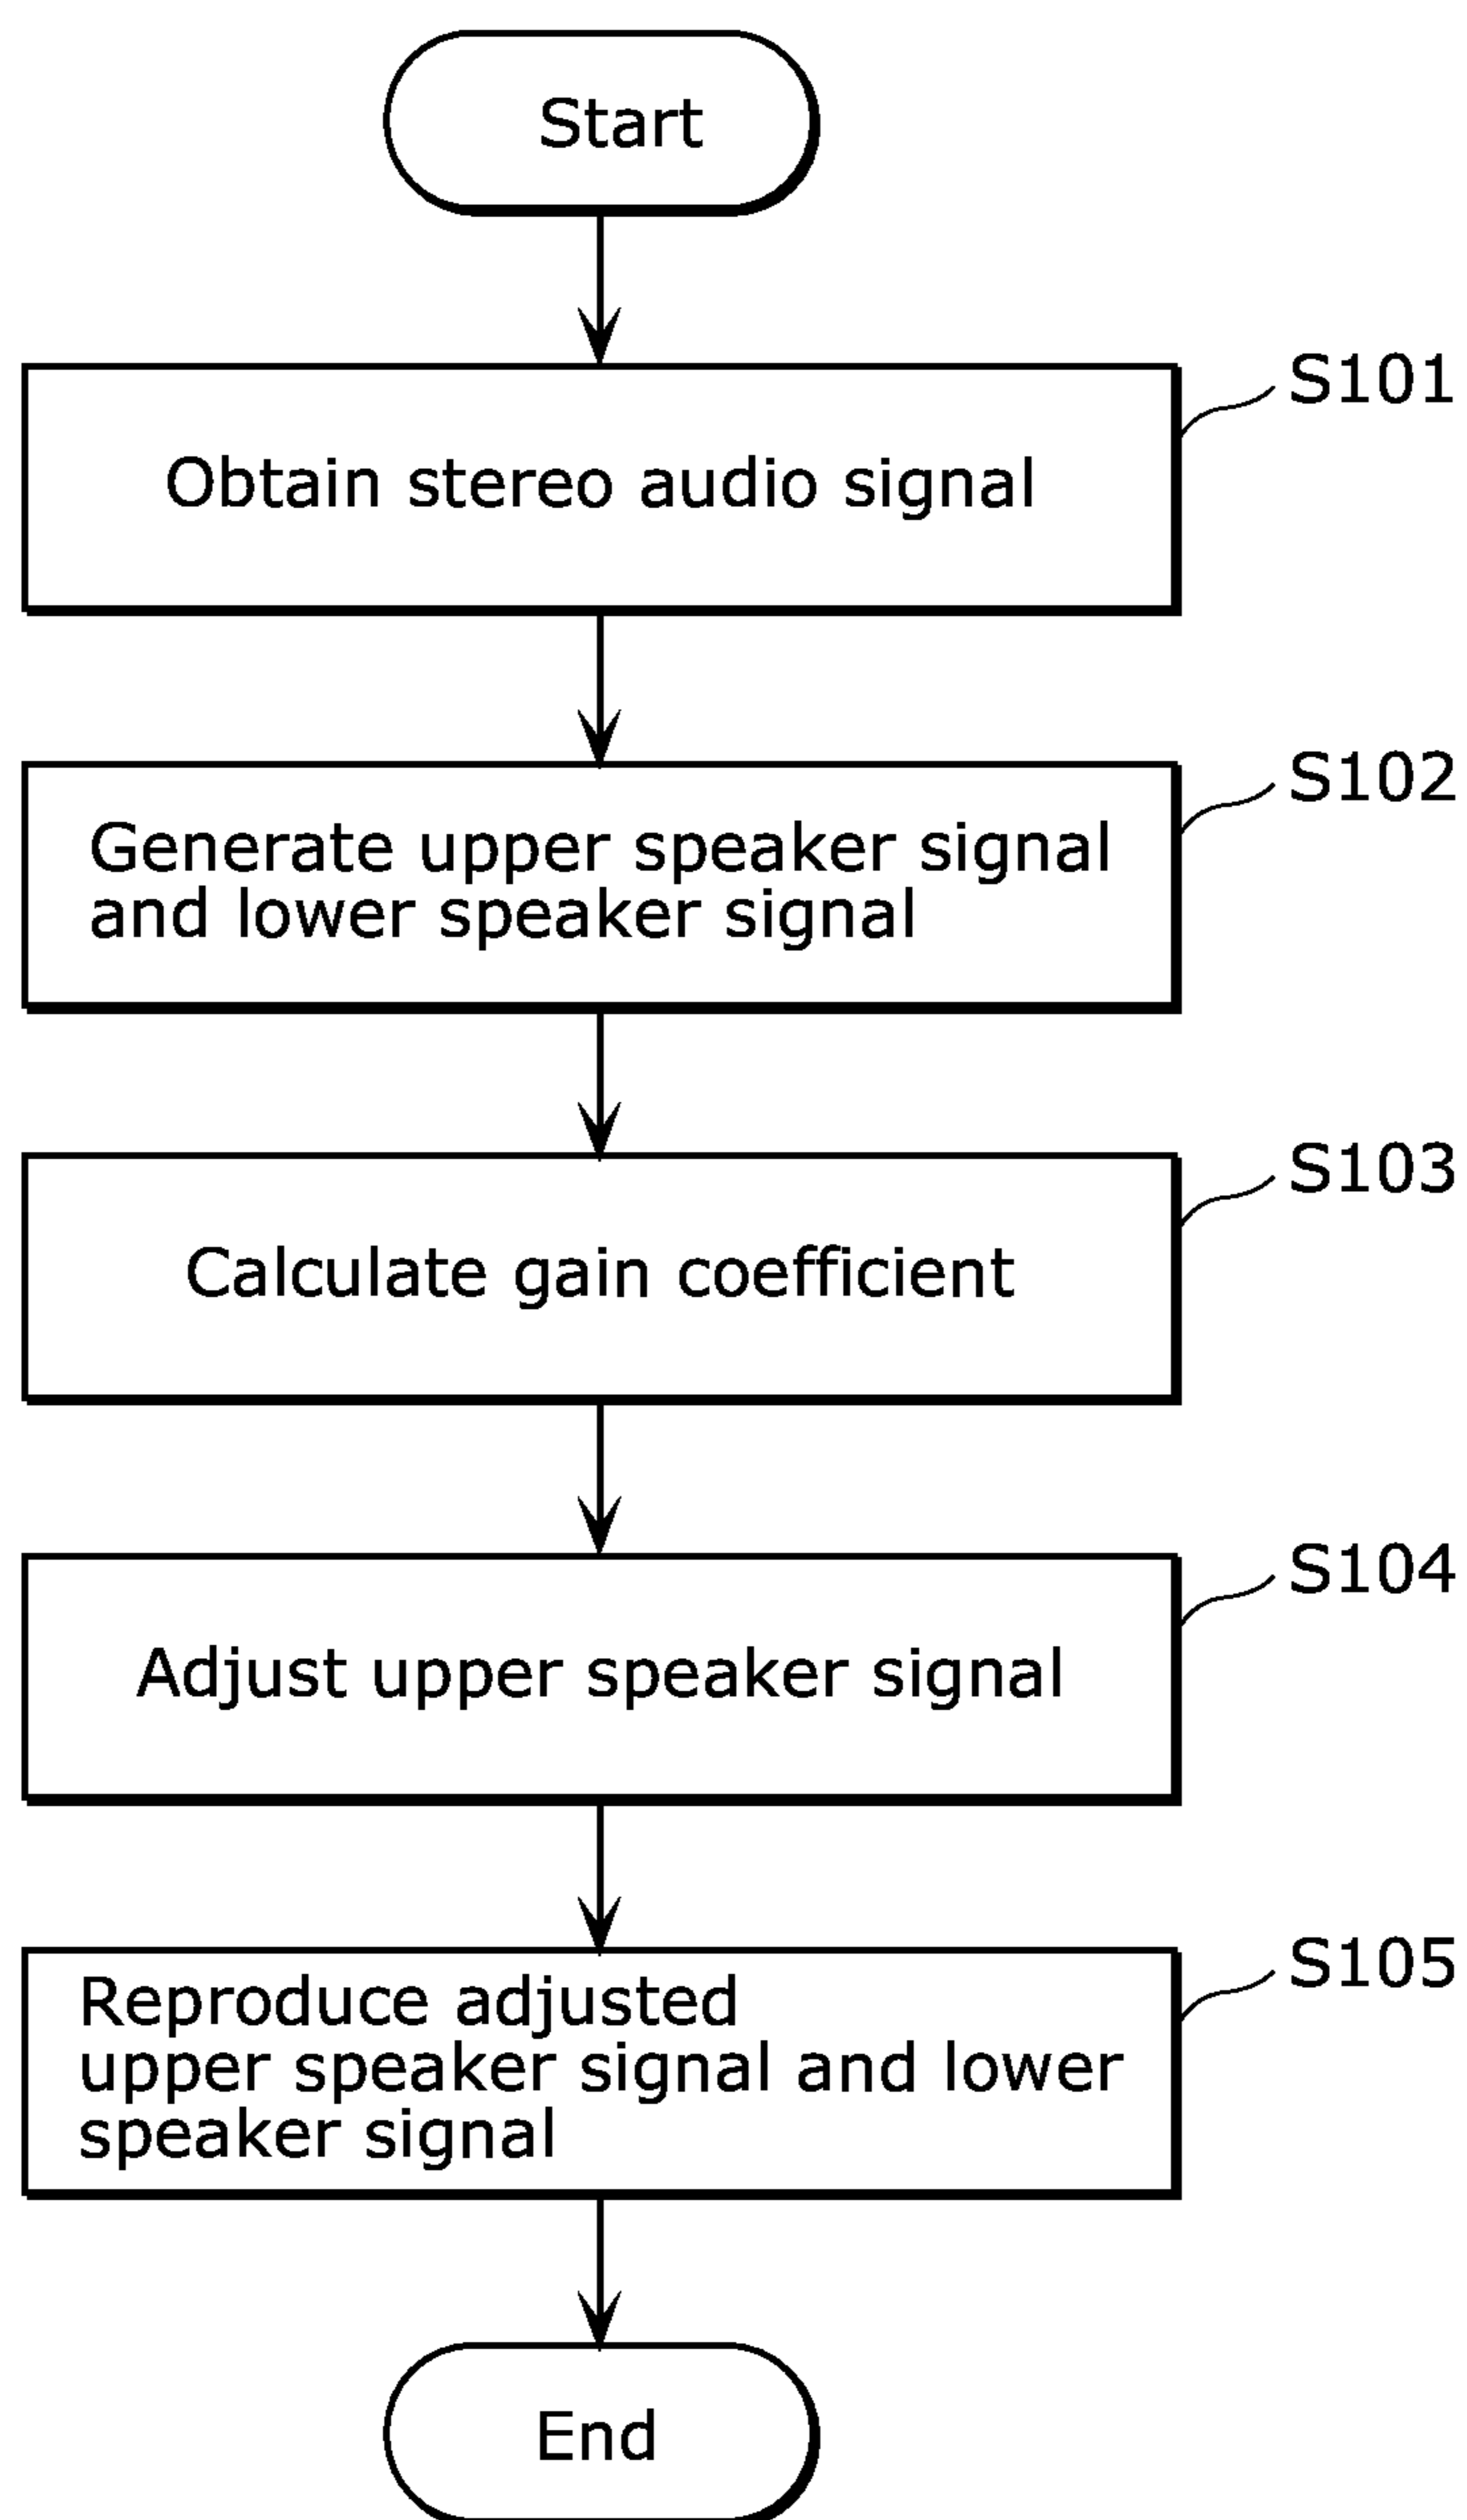 Start
S101
Obtain stereo audio signal
S102
Generate upper speaker signal
and lower speaker signal
S103
Calculate gain coefficient
S104
Adjust upper speaker signal
S105
Reproduce adjusted
upper speaker signal and lower
speaker signal
End